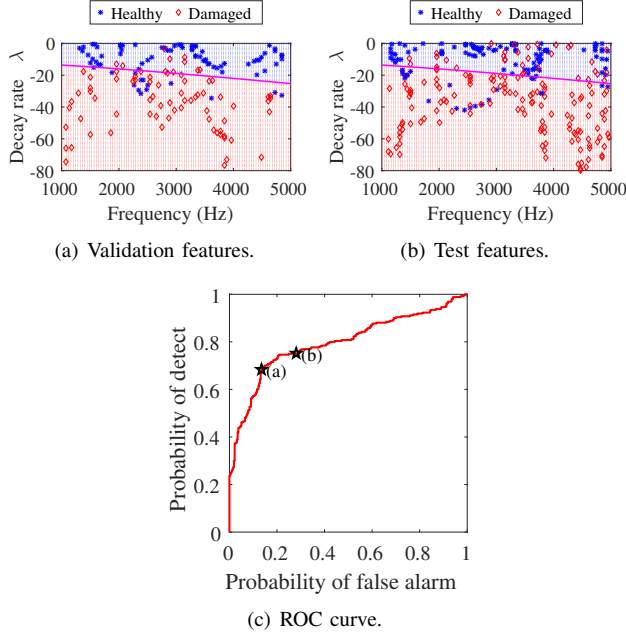 Healthy Damaged
Healthy Damaged
Decay rate λ
0
-20
-40
-60
-80
1000 2000 3000 4000 5000
Frequency (Hz)
(a) Validation features.
Decay rate λ
0
-20
-40
-60
-80
1000 2000 3000 4000 5000
Frequency (Hz)
(b) Test features.
Probability of detect
1
0.8
0.6
0.4
0.2
0
(a)
(b)
0 0.2 0.4 0.6 0.8 1
Probability of false alarm
(c) ROC curve.